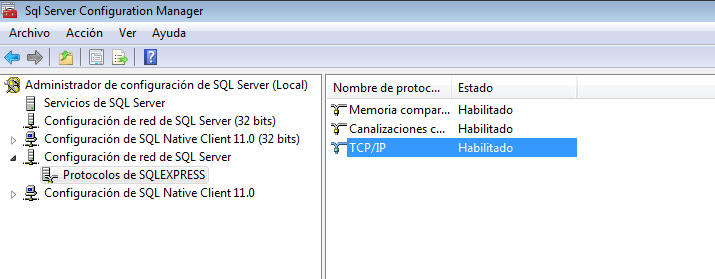 Sql Server Configuration Manager
Archivo Acción Ver Ayuda
Administrador de configuración de SQL Server (Local)
Servicios de SQL Server
Configuración de red de SQL Server (32 bits)
Configuración de SQL Native Client 11.0 (32 bits)
Configuración de red de SQL Server
Protocolos de SQLEXPRESS
Configuración de SQL Native Client 11.0
Nombre de protoc... Estado
Memoria compar... Habilitado
Canalizaciones c... Habilitado
TCP/IP Habilitado